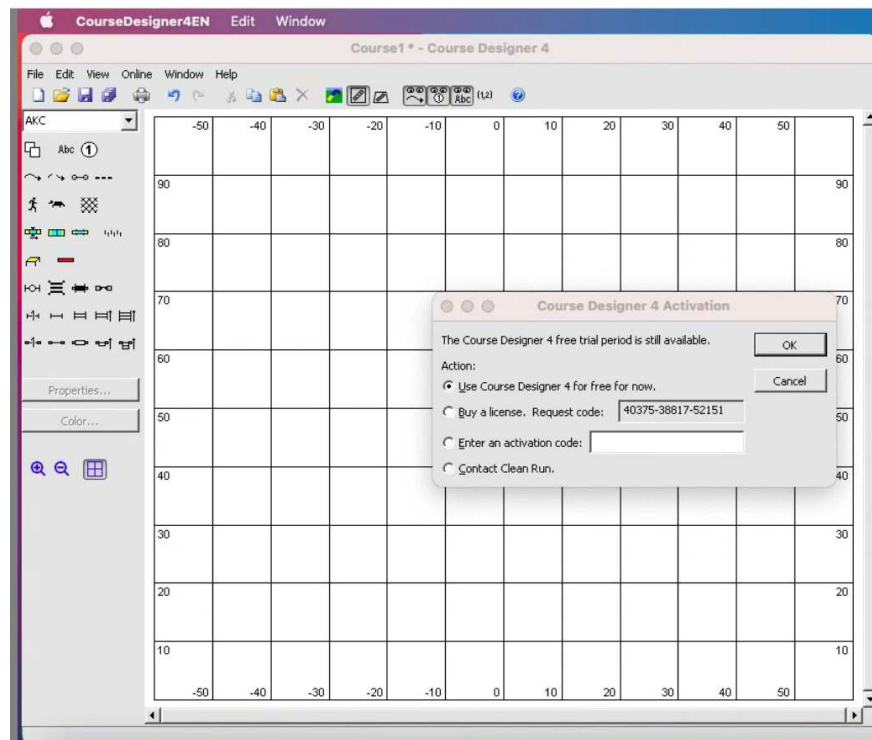 CourseDesigner4EN Edit Window
Course1 * - Course Designer 4
File Edit View Online Window Help
Abc (1,2) ?
AKC
Abc 1
-50 -40 -30 -20 -10 0 10 20 30 40 50
90 90
80 80
70 70
Course Designer 4 Activation
The Course Designer 4 free trial period is still available.
OK
60 60
Action:
Use Course Designer 4 for free for now.
Cancel
Properties...
Buy a license. Request code: 40375-38817-52151
Color...
50 50
Enter an activation code:
Contact Clean Run.
40 40
30 30
20 20
10 10
-50 -40 -30 -20 -10 0 10 20 30 40 50